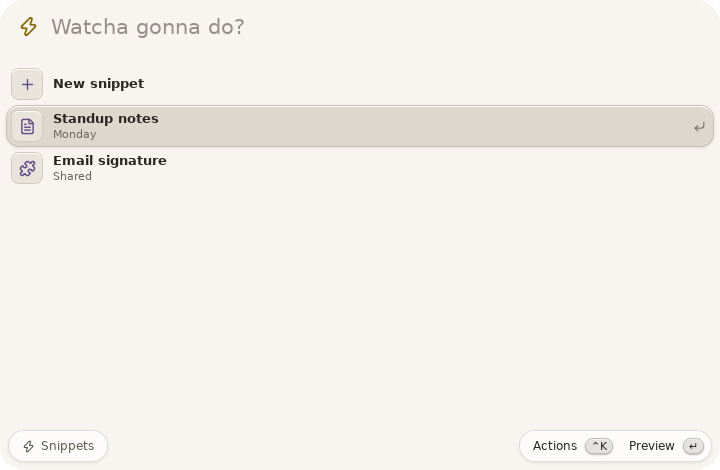 Watcha gonna do?
New snippet
Standup notes
Monday
Email signature
Shared
Snippets
Actions ⌃K Preview ↵